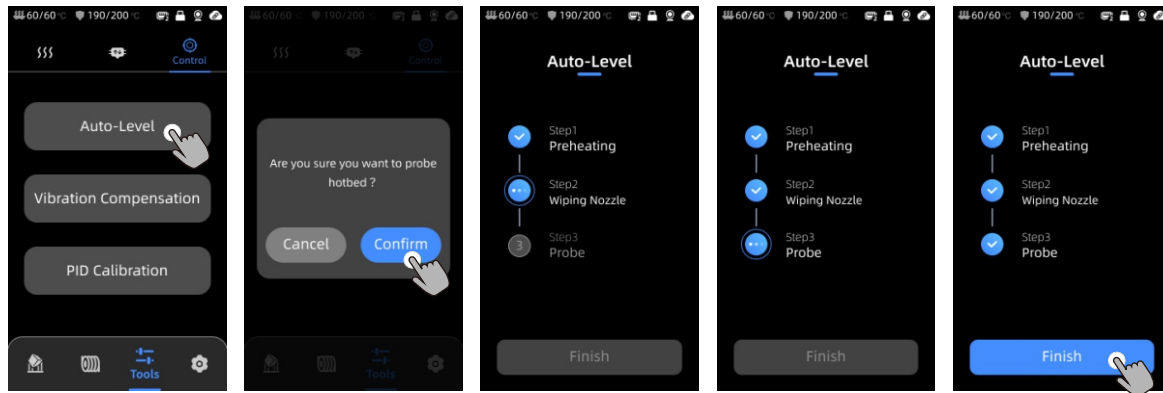 60/60°C 190/200°C
Control
Auto-Level
Vibration Compensation
PID Calibration
Tools
60/60°C 190/200°C
Control
Are you sure you want to probe
hotbed ?
Cancel
Confirm
Tools
60/60°C 190/200°C
Auto-Level
Step1
Preheating
Step2
Wiping Nozzle
3
Step3
Probe
Finish
60/60°C 190/200°C
Auto-Level
Step1
Preheating
Step2
Wiping Nozzle
Step3
Probe
Finish
60/60°C 190/200°C
Auto-Level
Step1
Preheating
Step2
Wiping Nozzle
Step3
Probe
Finish